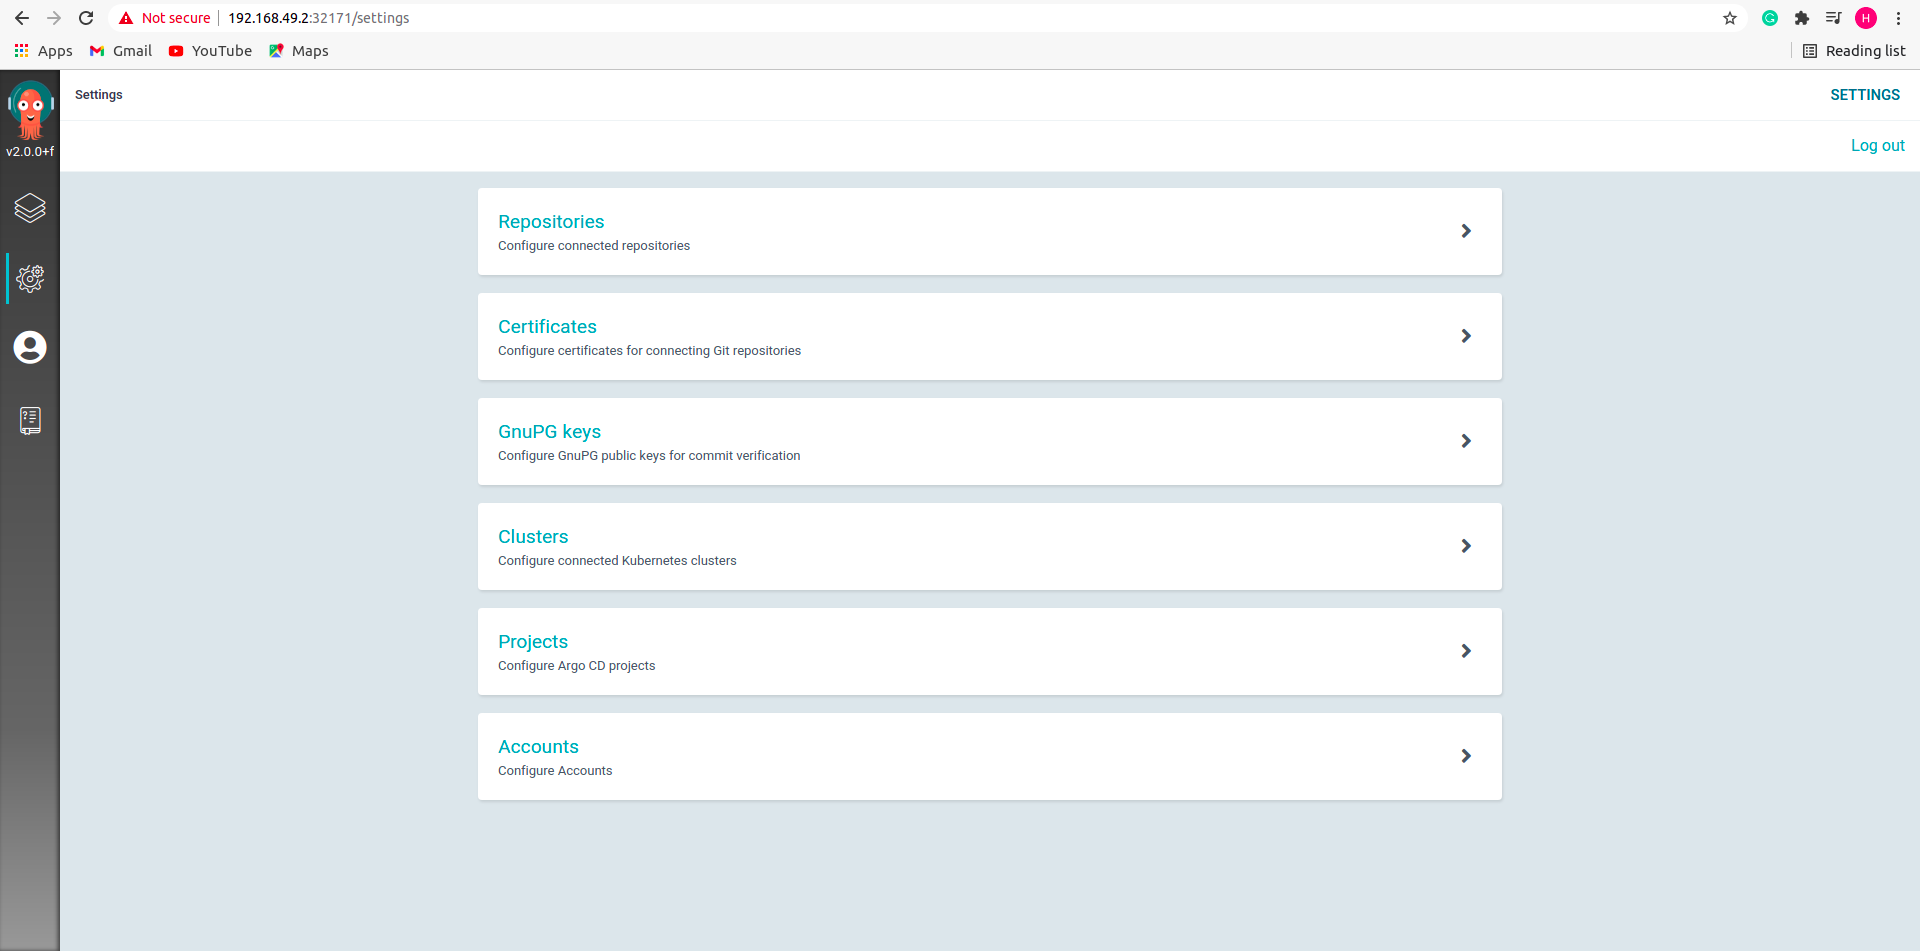 Not secure 192.168.49.2:32171/settings
H
Apps Gmail YouTube Maps Reading list
Settings SETTINGS
v2.0.0+f
Log out
Repositories
Configure connected repositories
Certificates
Configure certificates for connecting Git repositories
GnuPG keys
Configure GnuPG public keys for commit verification
Clusters
Configure connected Kubernetes clusters
Projects
Configure Argo CD projects
Accounts
Configure Accounts